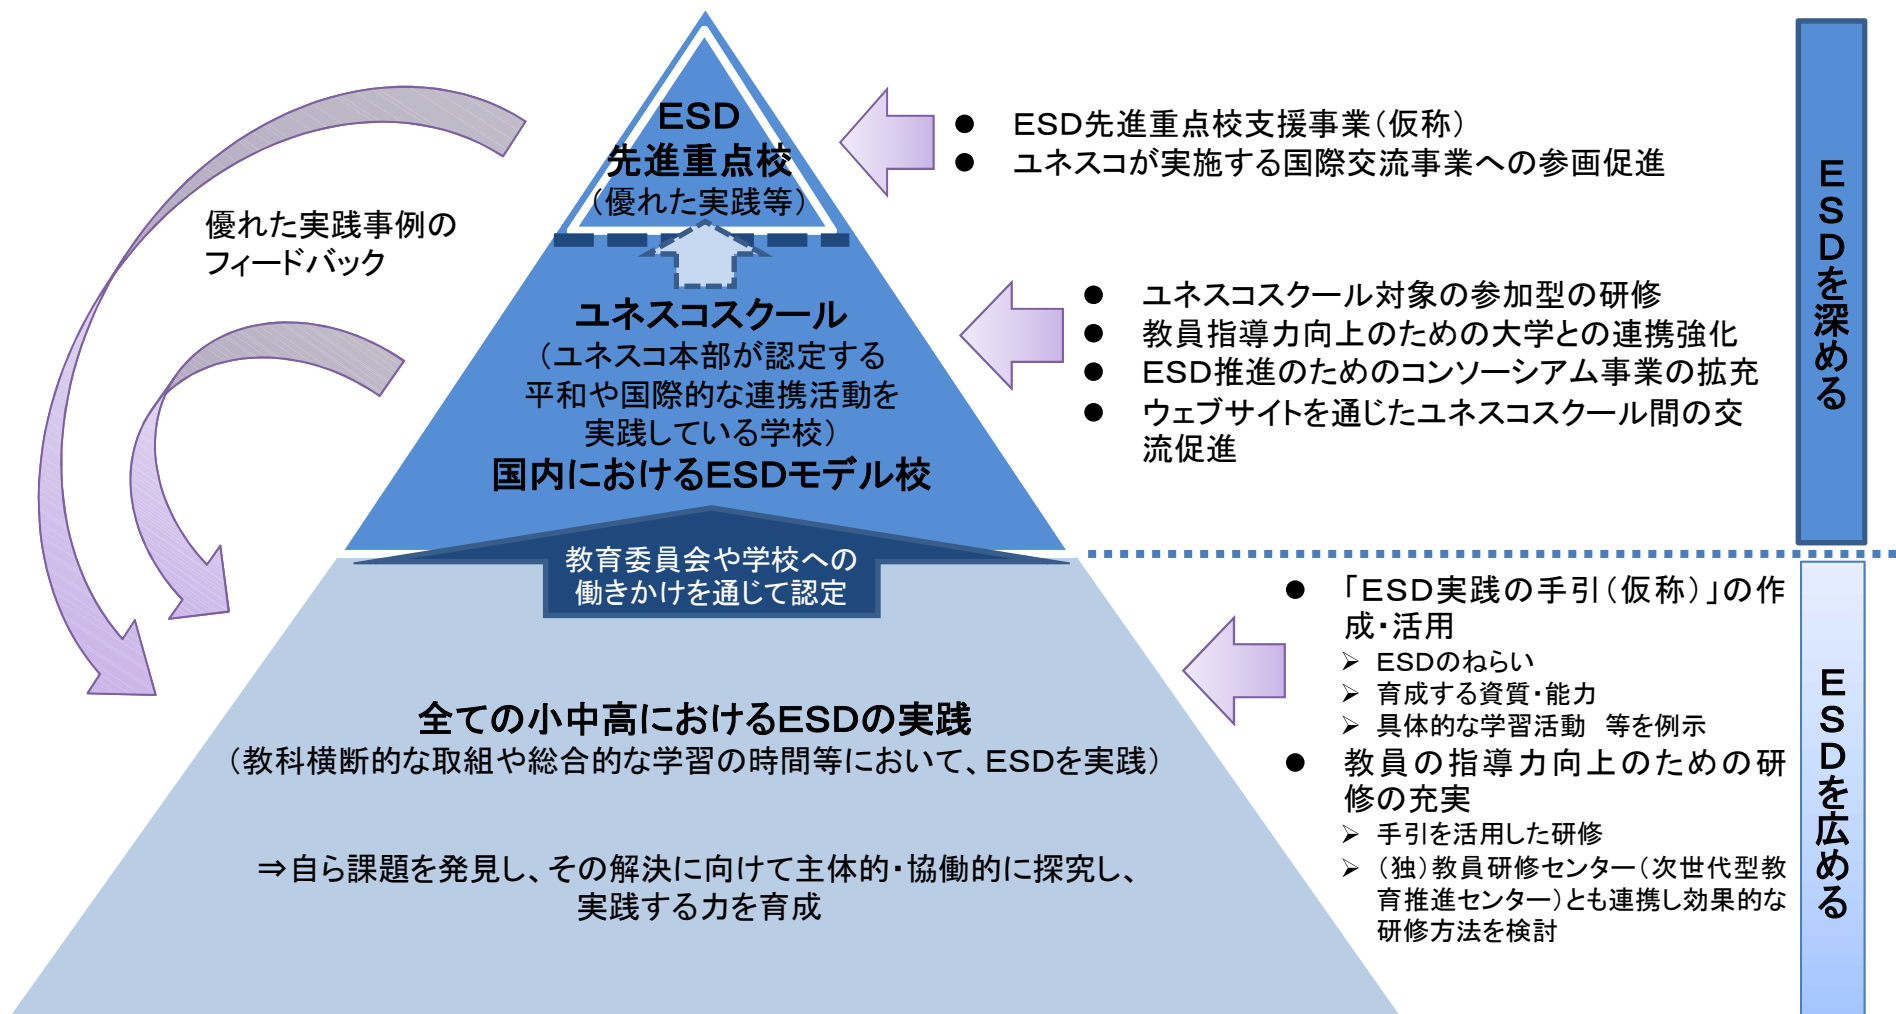 ESD
先進重点校
(優れた実践等)
● ESD先進重点校支援事業(仮称)
● ユネスコが実施する国際交流事業への参画促進
優れた実践事例の
フィードバック
ユネスコスクール
(ユネスコ本部が認定する
平和や国際的な連携活動を
実践している学校)
国内におけるESDモデル校
● ユネスコスクール対象の参加型の研修
● 教員指導力向上のための大学との連携強化
● ESD推進のためのコンソーシアム事業の拡充
● ウェブサイトを通じたユネスコスクール間の交
流促進
ESDを深める
教育委員会や学校への
働きかけを通じて認定
全ての小中高におけるESDの実践
(教科横断的な取組や総合的な学習の時間等において、ESDを実践)
⇒自ら課題を発見し、その解決に向けて主体的・協働的に探究し、
実践する力を育成
● 「ESD実践の手引(仮称)」の作
成・活用
➢ ESDのねらい
➢ 育成する資質・能力
➢ 具体的な学習活動 等を例示
● 教員の指導力向上のための研
修の充実
➢ 手引を活用した研修
➢ (独)教員研修センター(次世代型教
育推進センター)とも連携し効果的な
研修方法を検討
ESDを広める